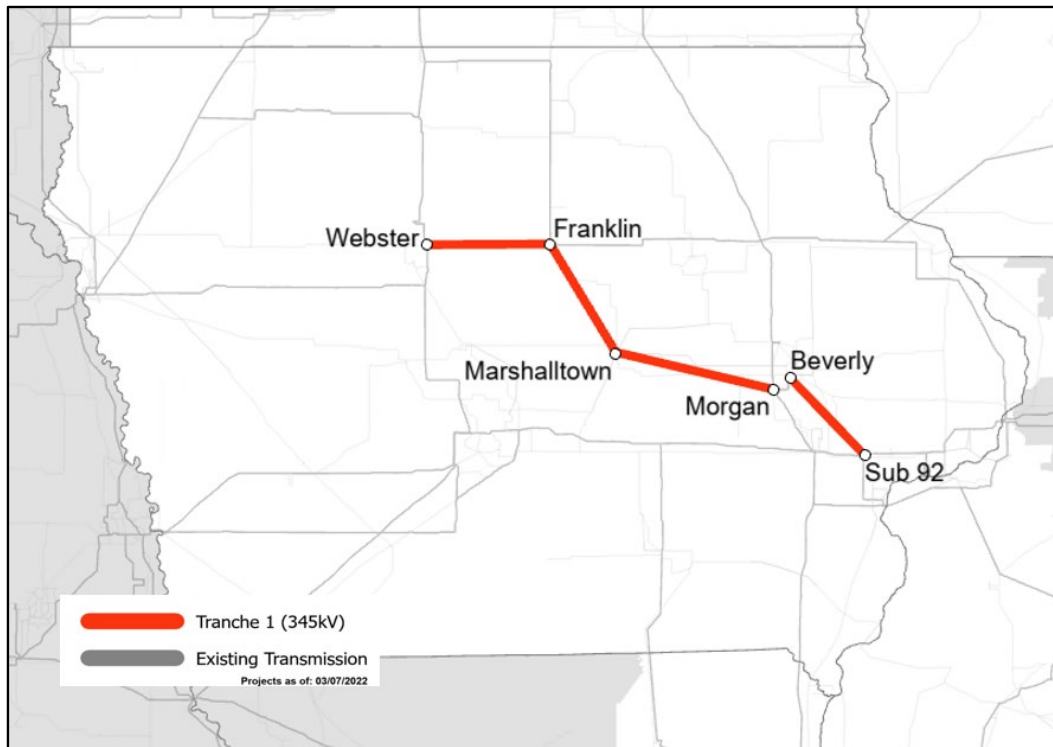 Webster
Franklin
Marshalltown
Beverly
Morgan
Sub 92
Tranche 1 (345kV)
Existing Transmission
Projects as of: 03/07/2022